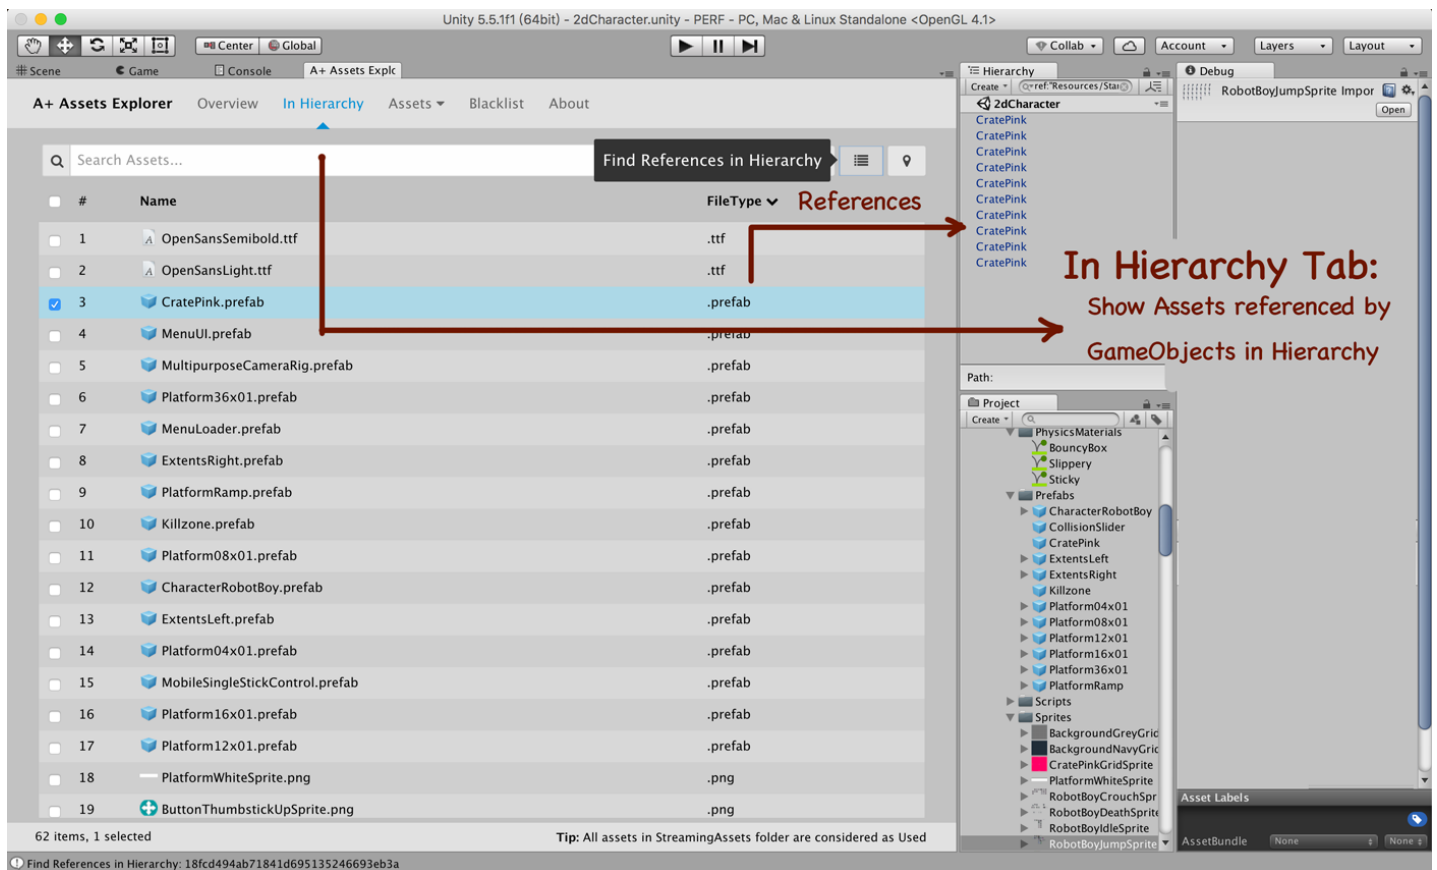 Unity 5.5.1f1 (64bit) - 2dCharacter.unity - PERF - PC, Mac & Linux Standalone <OpenGL 4.1>
Center Global Collab Account Layers Layout
Scene Game Console A+ Assets Explc
A+ Assets Explorer Overview In Hierarchy Assets Blacklist About
Search Assets... Find References in Hierarchy
# Name FileType
References
1 OpenSansSemibold.ttf .ttf
2 OpenSansLight.ttf .ttf
3 CratePink.prefab .prefab
4 MenuUI.prefab .prefab
5 MultipurposeCameraRig.prefab .prefab
6 Platform36x01.prefab .prefab
7 MenuLoader.prefab .prefab
8 ExtentsRight.prefab .prefab
9 PlatformRamp.prefab .prefab
10 Killzone.prefab .prefab
11 Platform08x01.prefab .prefab
12 CharacterRobotBoy.prefab .prefab
13 ExtentsLeft.prefab .prefab
14 Platform04x01.prefab .prefab
15 MobileSingleStickControl.prefab .prefab
16 Platform16x01.prefab .prefab
17 Platform12x01.prefab .prefab
18 PlatformWhiteSprite.png .png
19 ButtonThumbstickUpSprite.png .png
62 items, 1 selected Tip: All assets in StreamingAssets folder are considered as Used
Find References in Hierarchy: 18fcd494ab71841d695135246693eb3a
Hierarchy
Create ref:"Resources/Star
2dCharacter
CratePink
CratePink
CratePink
CratePink
CratePink
CratePink
CratePink
CratePink
CratePink
CratePink
In Hierarchy Tab:
Show Assets referenced by
GameObjects in Hierarchy
Path:
Project
Create
PhysicsMaterials
BouncyBox
Slippery
Sticky
Prefabs
CharacterRobotBoy
CollisionSlider
CratePink
ExtentsLeft
ExtentsRight
Killzone
Platform04x01
Platform08x01
Platform12x01
Platform16x01
Platform36x01
PlatformRamp
Scripts
Sprites
BackgroundGreyGrid
BackgroundNavyGric
CratePinkGridSprite
PlatformWhiteSprite
RobotBoyCrouchSpr
RobotBoyDeathSprite
RobotBoyIdleSprite
RobotBoyJumpSprite
Debug
RobotBoyJumpSprite Impor
Open
Asset Labels
AssetBundle None None